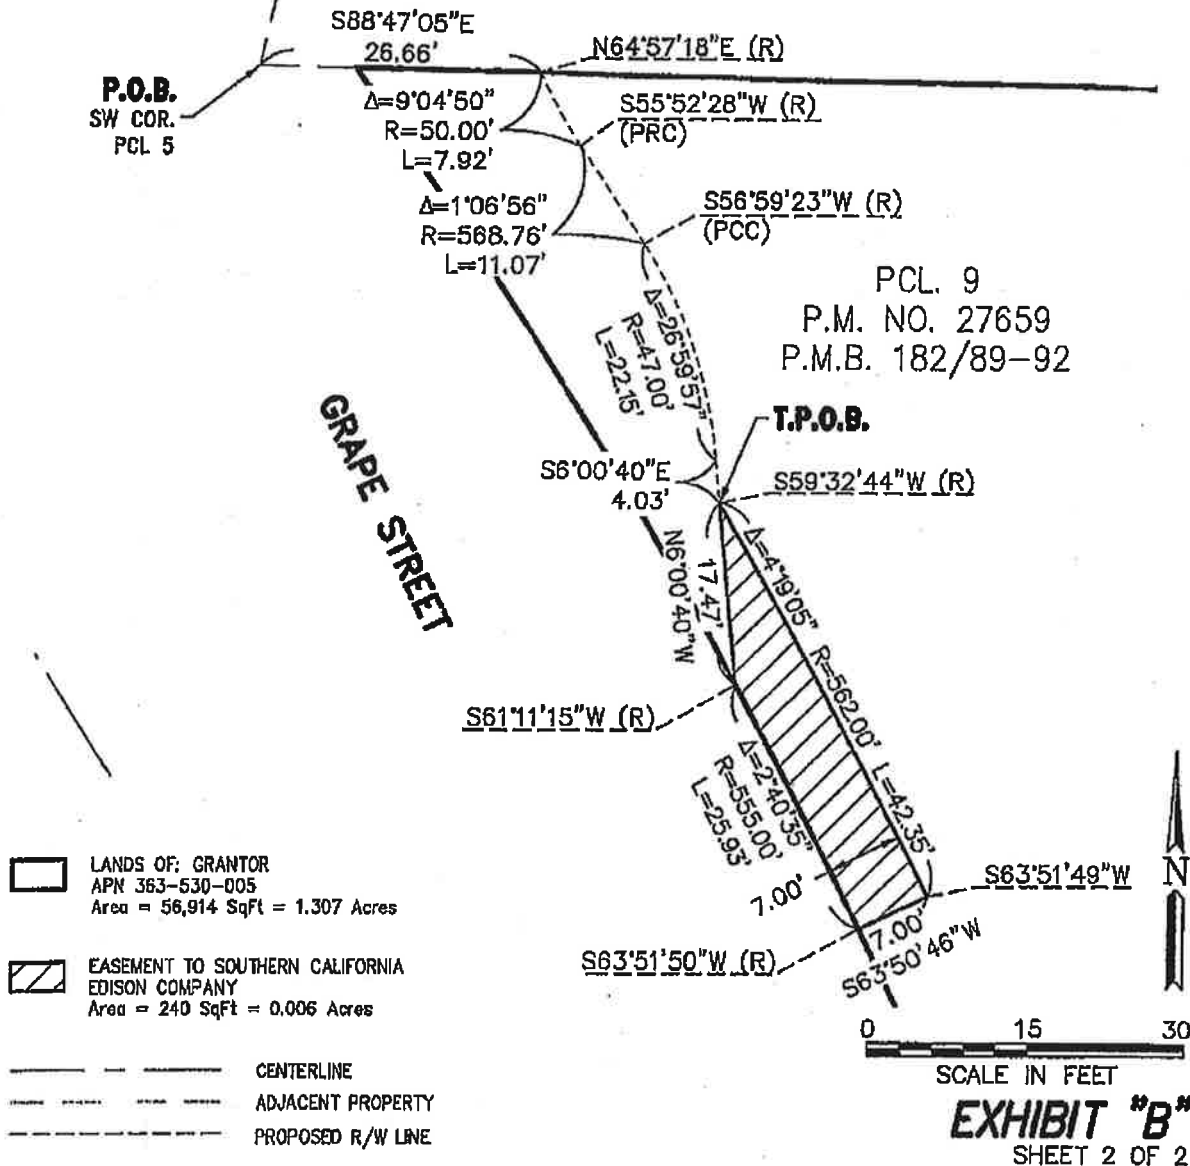 S88°47'05"E
26.66'
N64°57'18"E (R)
P.O.B.
SW COR.
PCL 5
Δ=9°04'50"
R=50.00'
L=7.92'
S55°52'28"W (R)
(PRC)
Δ=1°06'56"
R=568.76'
L=11.07'
S56°59'23"W (R)
(PCC)
PCL. 9
P.M. NO. 27659
P.M.B. 182/89-92
Δ=26°59'57"
R=47.00'
L=22.15'
GRAPE STREET
T.P.O.B.
S6°00'40"E
4.03'
S59°32'44"W (R)
N6°00'40"W
17.47'
Δ=4°19'05" R=562.00' L=42.35'
S61°11'15"W (R)
Δ=2°40'35"
R=555.00'
L=25.93'
7.00'
S63°51'49"W
7.00'
S63°50'46"W
S63°51'50"W (R)
N
LANDS OF: GRANTOR
APN 363-530-005
Area = 56,914 SqFt = 1.307 Acres
EASEMENT TO SOUTHERN CALIFORNIA
EDISON COMPANY
Area = 240 SqFt = 0.006 Acres
CENTERLINE
ADJACENT PROPERTY
PROPOSED R/W LINE
0 15 30
SCALE IN FEET
EXHIBIT "B"
SHEET 2 OF 2